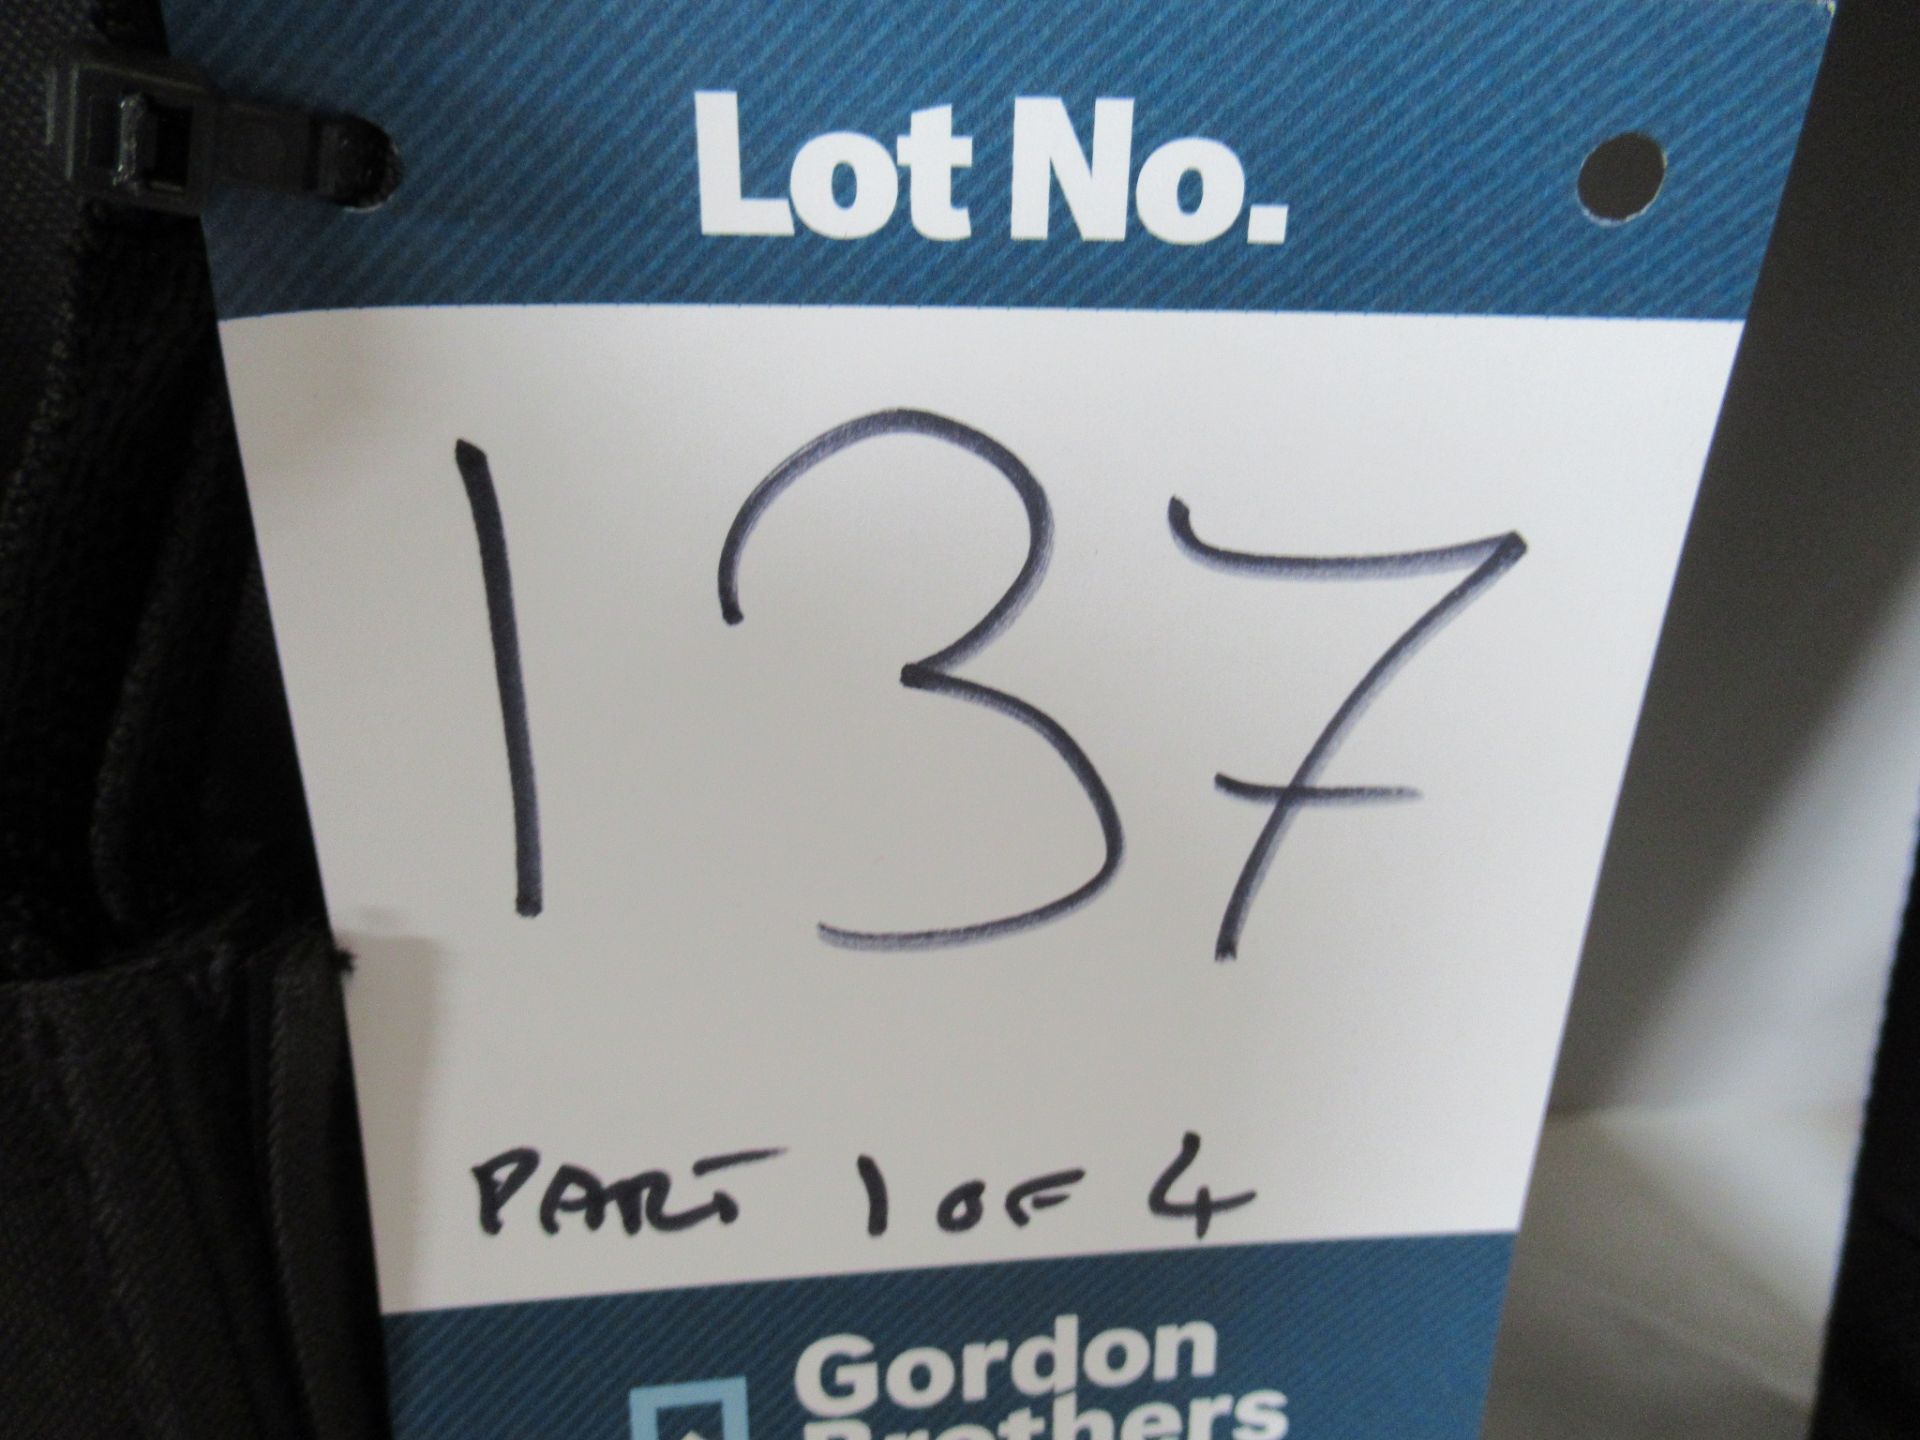 Lot No.
137
PART 1 OF 4
Gordon
Brothers